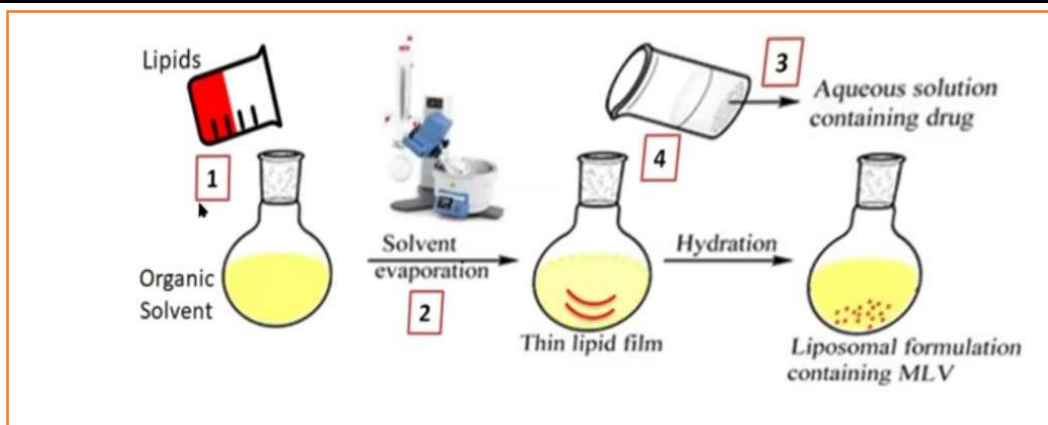 Lipids
1
Organic
Solvent
Solvent
evaporation
2
3
Aqueous solution
containing drug
4
Thin lipid film
Hydration
Liposomal formulation
containing MLV